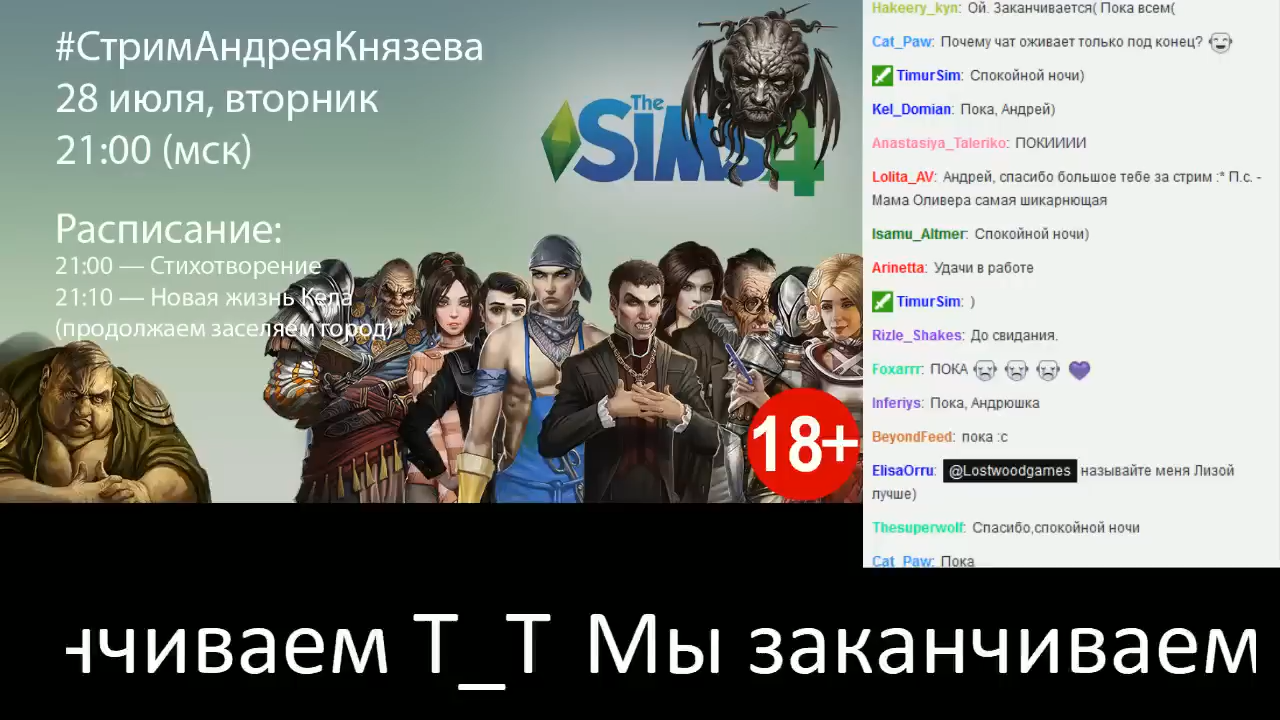 #СтримАндреяКнязева
28 июля, вторник
21:00 (мск)
Расписание:
21:00 — Стихотворение
21:10 — Новая жизнь Кела
(продолжаем заселяем город)
The
SIMS 4
18+
Hakeery_kyn: Ой. Заканчивается( Пока всем(
Cat_Paw: Почему чат оживает только под конец?
TimurSim: Спокойной ночи)
Kel_Domian: Пока, Андрей)
Anastasiya_Taleriko: ПОКИИИИ
Lolita_AV: Андрей, спасибо большое тебе за стрим :* П.с. -
Мама Оливера самая шикарнющая
Isamu_Altmer: Спокойной ночи)
Arinetta: Удачи в работе
TimurSim: )
Rizle_Shakes: До свидания.
Foxarrr: ПОКА
Inferiys: Пока, Андрюшка
BeyondFeed: пока :с
ElisaOrru: @Lostwoodgames называйте меня Лизой
лучше)
Thesuperwolf: Спасибо,спокойной ночи
Cat_Paw: Пока
нчиваем Т_Т Мы заканчиваем